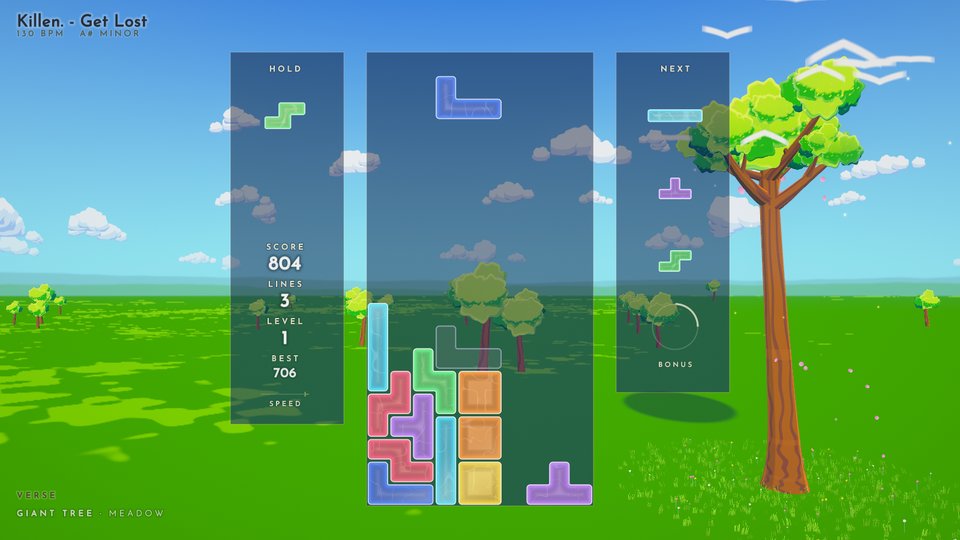 Killen. - Get Lost
130 BPM A# MINOR
HOLD
NEXT
SCORE
804
LINES
3
LEVEL
1
BEST
706
SPEED
BONUS
VERSE
GIANT TREE · MEADOW